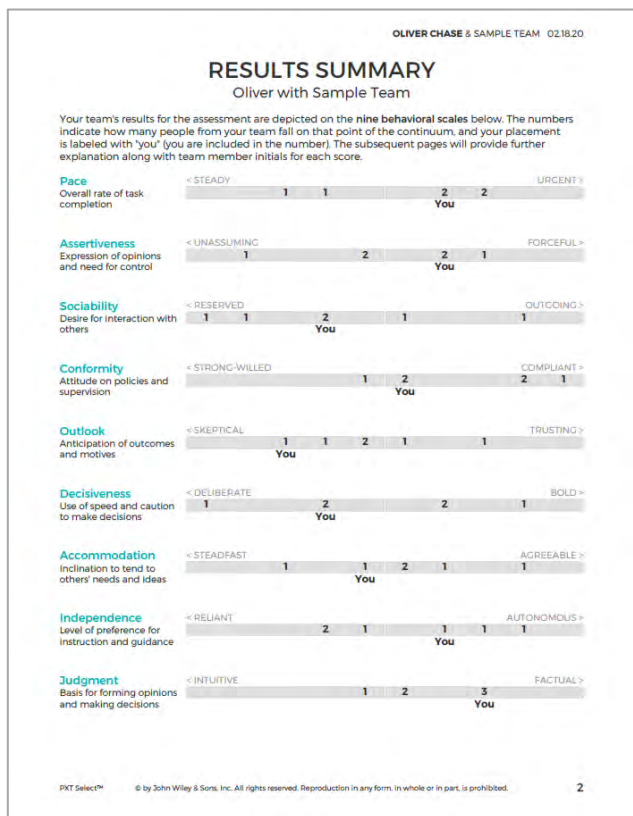 OLIVER CHASE & SAMPLE TEAM 02.18.20
RESULTS SUMMARY
Oliver with Sample Team
Your team's results for the assessment are depicted on the nine behavioral scales below. The numbers
indicate how many people from your team fall on that point of the continuum, and your placement
is labeled with "you" (you are included in the number). The subsequent pages will provide further
explanation along with team member initials for each score.
Pace
Overall rate of task
completion
< STEADY URGENT >
1 1 2 2
You
Assertiveness
Expression of opinions
and need for control
< UNASSUMING FORCEFUL >
1 2 2 1
You
Sociability
Desire for interaction with
others
< RESERVED OUTGOING >
1 1 2 1 1
You
Conformity
Attitude on policies and
supervision
< STRONG-WILLED COMPLIANT >
1 2 2 1
You
Outlook
Anticipation of outcomes
and motives
< SKEPTICAL TRUSTING >
1 1 2 1 1
You
Decisiveness
Use of speed and caution
to make decisions
< DELIBERATE BOLD >
1 2 2 1
You
Accommodation
Inclination to tend to
others' needs and ideas
< STEADFAST AGREEABLE >
1 1 2 1 1
You
Independence
Level of preference for
instruction and guidance
< RELIANT AUTONOMOUS >
2 1 1 1 1
You
Judgment
Basis for forming opinions
and making decisions
< INTUITIVE FACTUAL >
1 2 3
You
PXT Select™ © by John Wiley & Sons, Inc. All rights reserved. Reproduction in any form, in whole or in part, is prohibited. 2